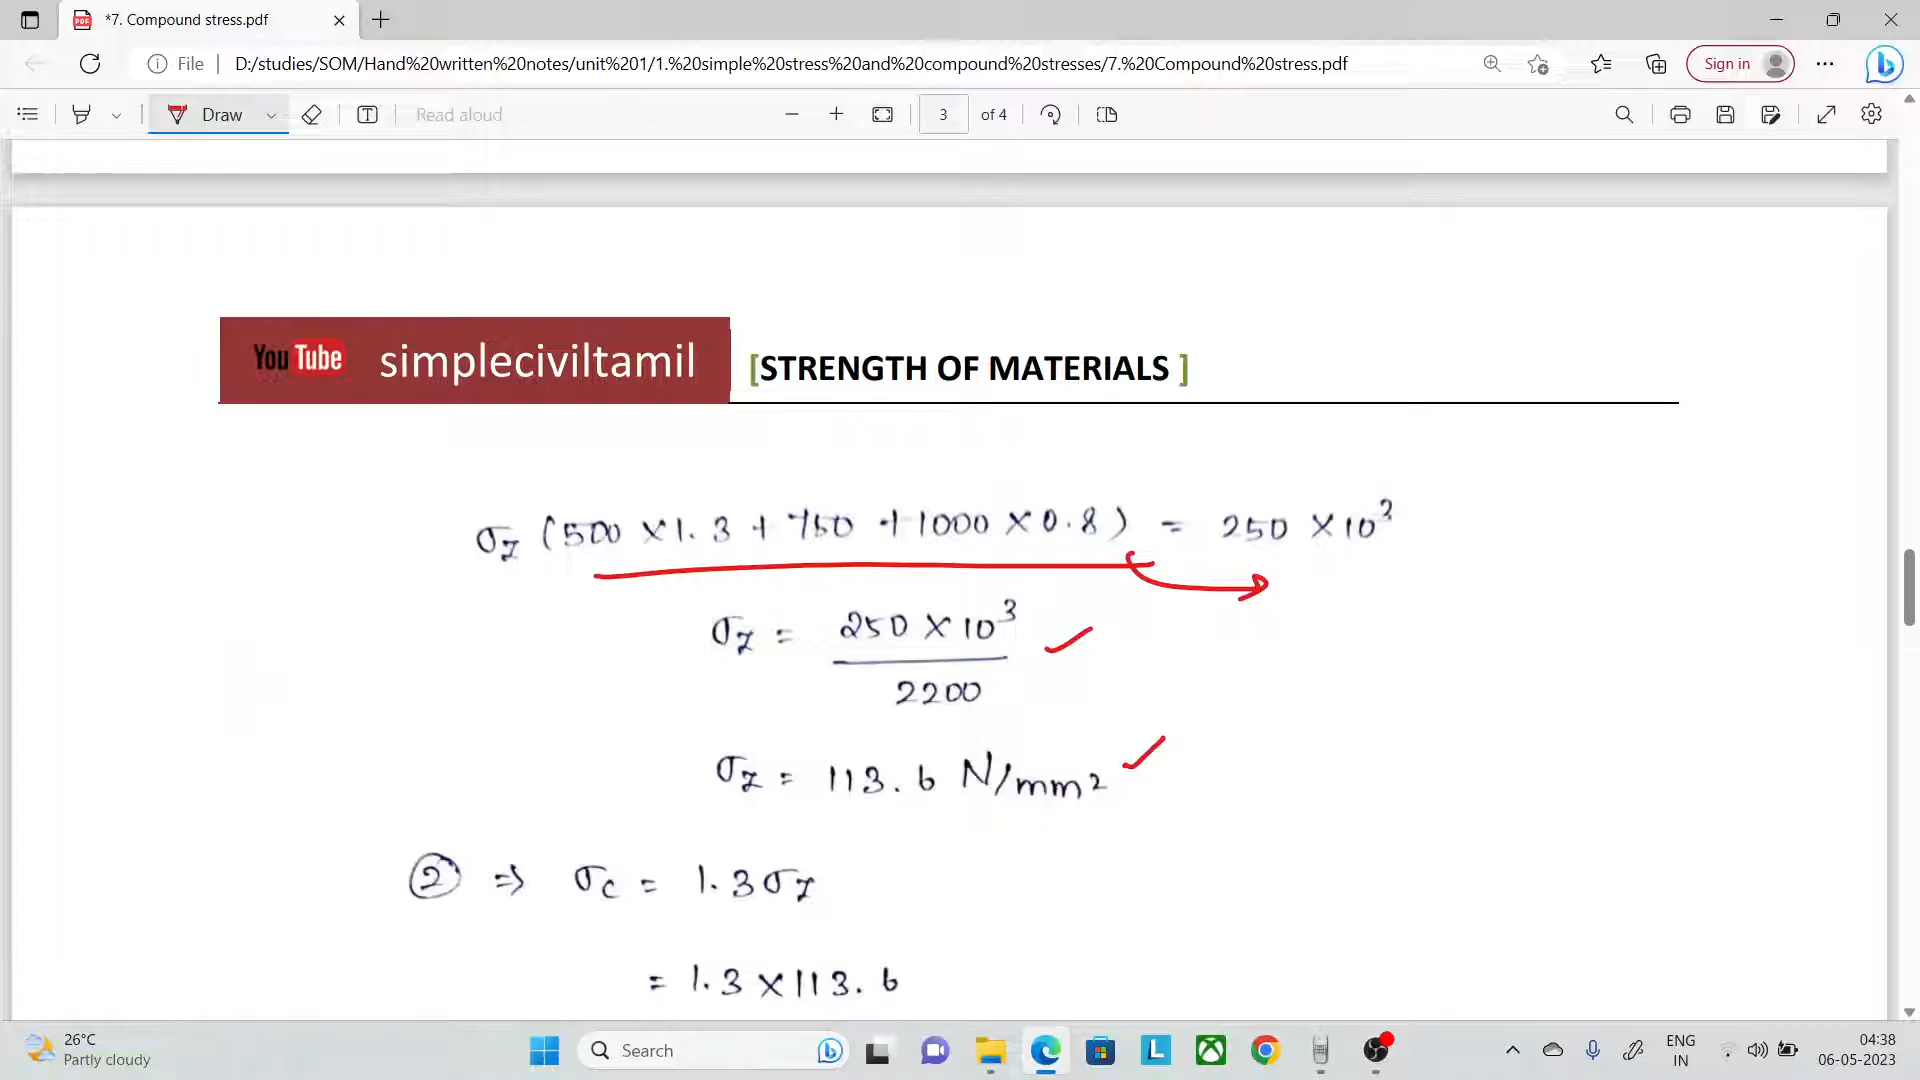 *7. Compound stress.pdf
File D:/studies/SOM/Hand%20written%20notes/unit%201/1.%20simple%20stress%20and%20compound%20stresses/7.%20Compound%20stress.pdf Sign in
Draw Read aloud 3 of 4
You Tube simpleciviltamil [STRENGTH OF MATERIALS ]
σz (500 × 1.3 + 750 + 1000 × 0.8) = 250 × 10³
σz = 250 × 10³
2200
σz = 113.6 N/mm²
② ⇒ σc = 1.3σz
= 1.3 × 113.6
26°C
Partly cloudy
Search
ENG
IN
04:38
06-05-2023